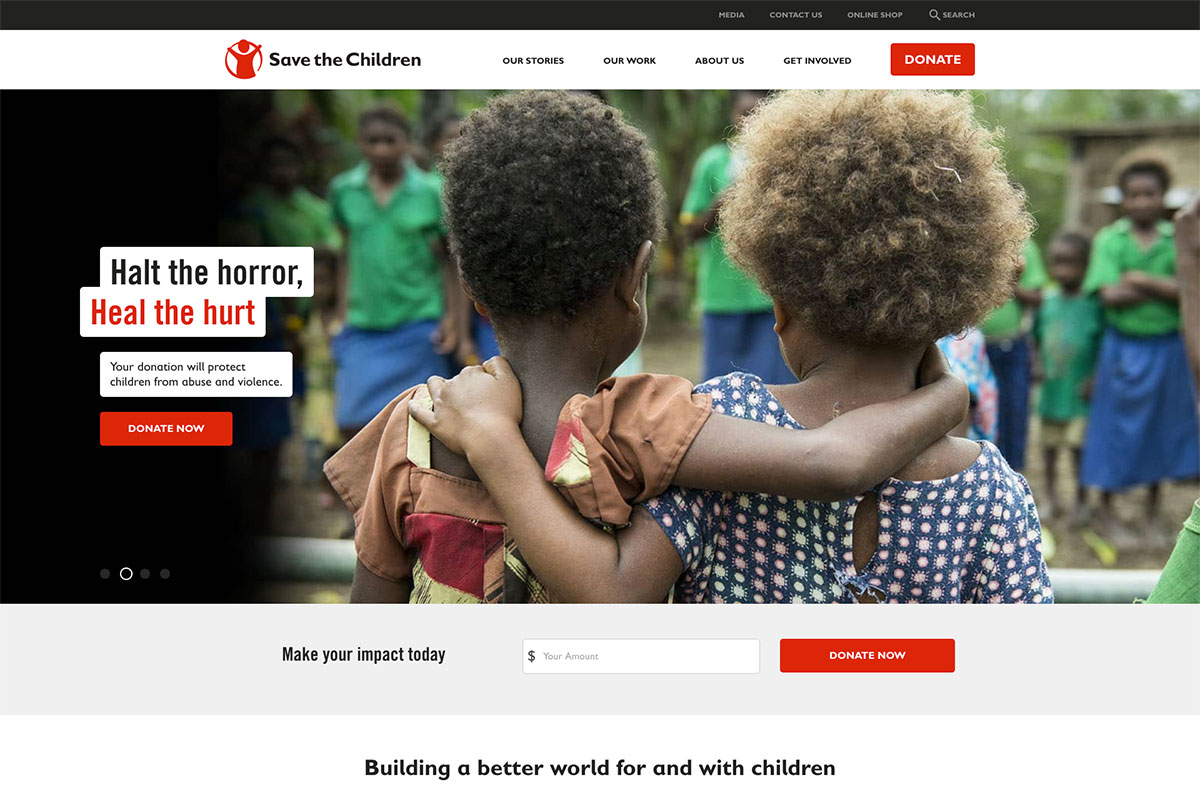 MEDIA CONTACT US ONLINE SHOP SEARCH
Save the Children OUR STORIES OUR WORK ABOUT US GET INVOLVED DONATE
Halt the horror,
Heal the hurt
Your donation will protect
children from abuse and violence.
DONATE NOW
Make your impact today $ Your Amount DONATE NOW
Building a better world for and with children